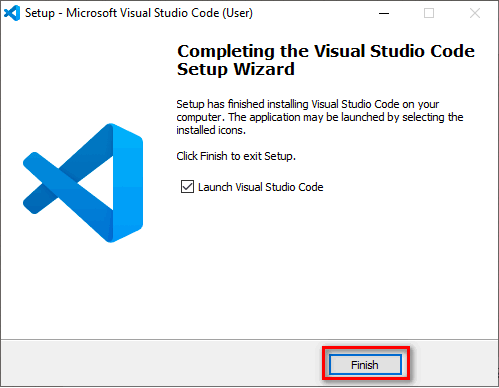 Setup - Microsoft Visual Studio Code (User)
Completing the Visual Studio Code
Setup Wizard
Setup has finished installing Visual Studio Code on your
computer. The application may be launched by selecting the
installed icons.
Click Finish to exit Setup.
Launch Visual Studio Code
Finish